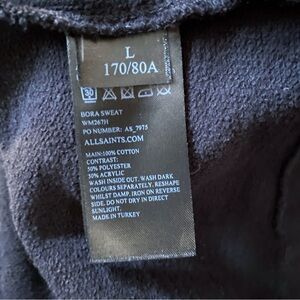 L
170/80A
30
BORA SWEAT
WM267H
PO NUMBER: AS_7975
ALLSAINTS.COM
MAIN:100% COTTON
CONTRAST:
50% POLYESTER
50% ACRYLIC
WASH INSIDE OUT. WASH DARK
COLOURS SEPARATELY. RESHAPE
WHILST DAMP. IRON ON REVERSE
SIDE. DO NOT DRY IN DIRECT
SUNLIGHT.
MADE IN TURKEY